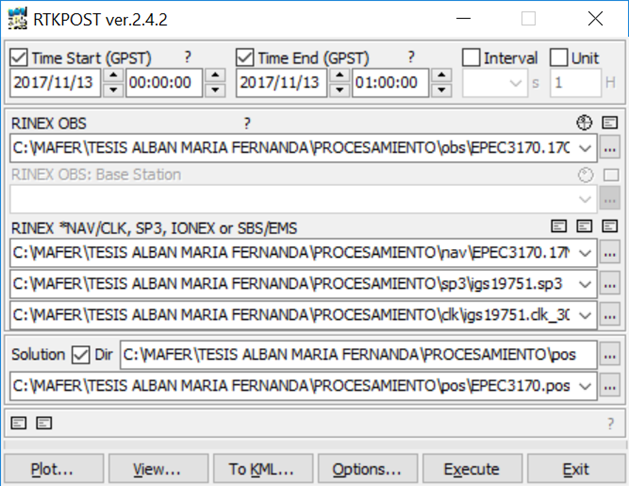 RTKPOST ver.2.4.2
Time Start (GPST) ? Time End (GPST) ? Interval Unit
2017/11/13 00:00:00 2017/11/13 01:00:00 s 1 H
RINEX OBS ?
C:\MAFER\TESIS ALBAN MARIA FERNANDA\PROCESAMIENTO\obs\EPEC3170.17O
...
RINEX OBS: Base Station
...
RINEX *NAV/CLK, SP3, IONEX or SBS/EMS
C:\MAFER\TESIS ALBAN MARIA FERNANDA\PROCESAMIENTO\nav\EPEC3170.17N
...
C:\MAFER\TESIS ALBAN MARIA FERNANDA\PROCESAMIENTO\sp3\igs19751.sp3
...
C:\MAFER\TESIS ALBAN MARIA FERNANDA\PROCESAMIENTO\clk\igs19751.clk_30
...
Solution Dir C:\MAFER\TESIS ALBAN MARIA FERNANDA\PROCESAMIENTO\pos
...
C:\MAFER\TESIS ALBAN MARIA FERNANDA\PROCESAMIENTO\pos\EPEC3170.pos
...
?
Plot... View... To KML... Options... Execute Exit